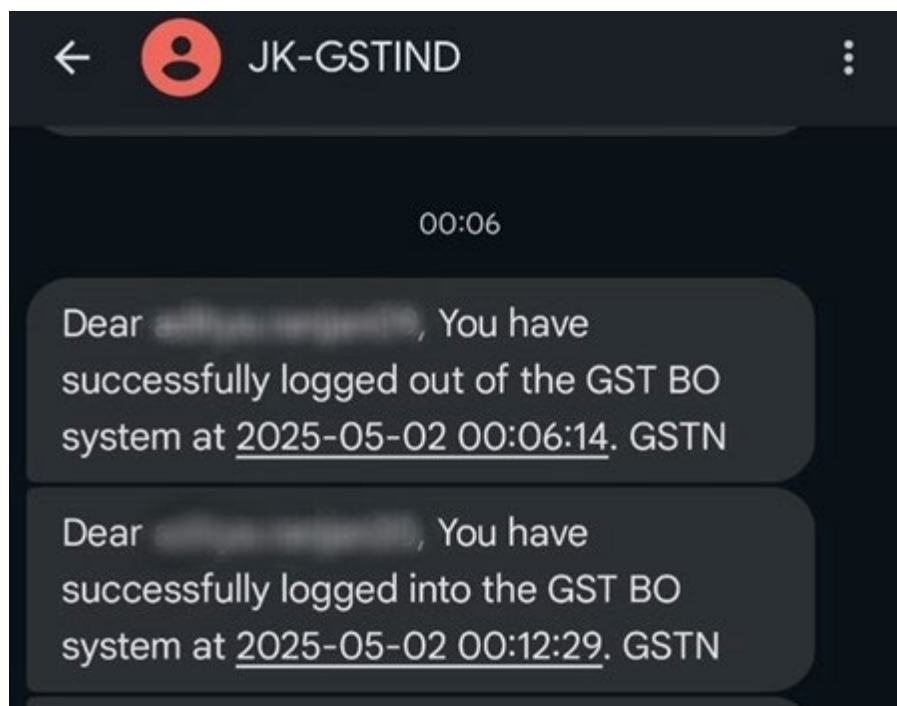 JK-GSTIND
00:06
Dear , You have
successfully logged out of the GST BO
system at 2025-05-02 00:06:14. GSTN
Dear , You have
successfully logged into the GST BO
system at 2025-05-02 00:12:29. GSTN